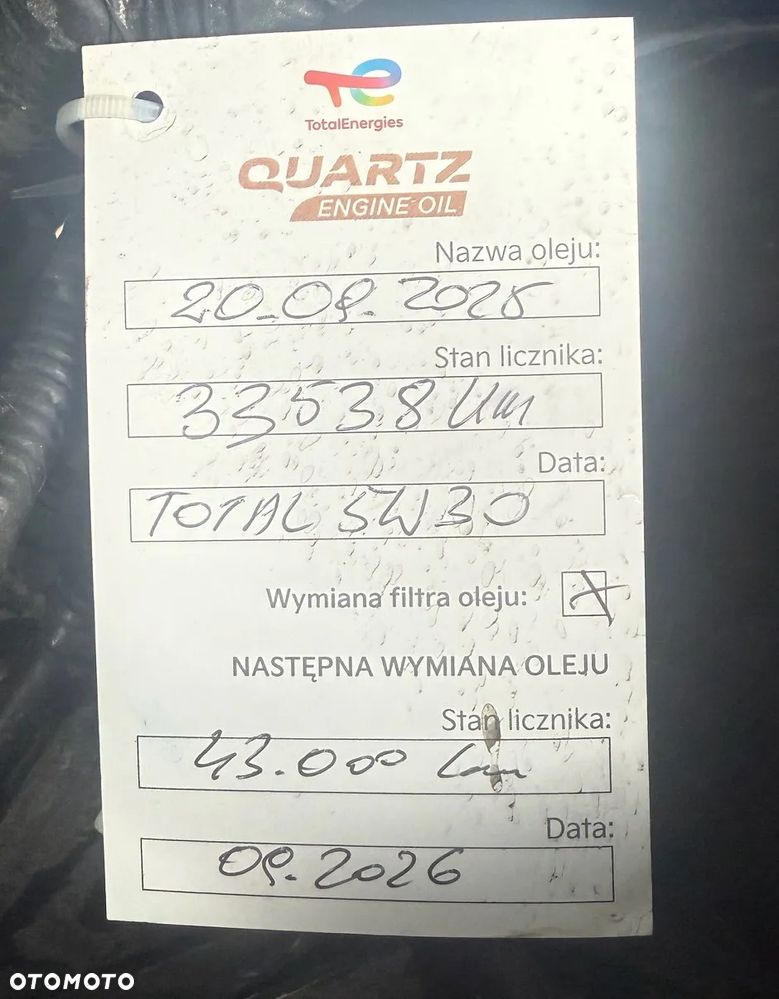 TotalEnergies
QUARTZ
ENGINE OIL
Nazwa oleju:
20.09.2025
Stan licznika:
33538 km
Data:
TOTAL 5W30
Wymiana filtra oleju: X
NASTĘPNA WYMIANA OLEJU
Stan licznika:
43.000 km
Data:
09.2026
OTOMOTO